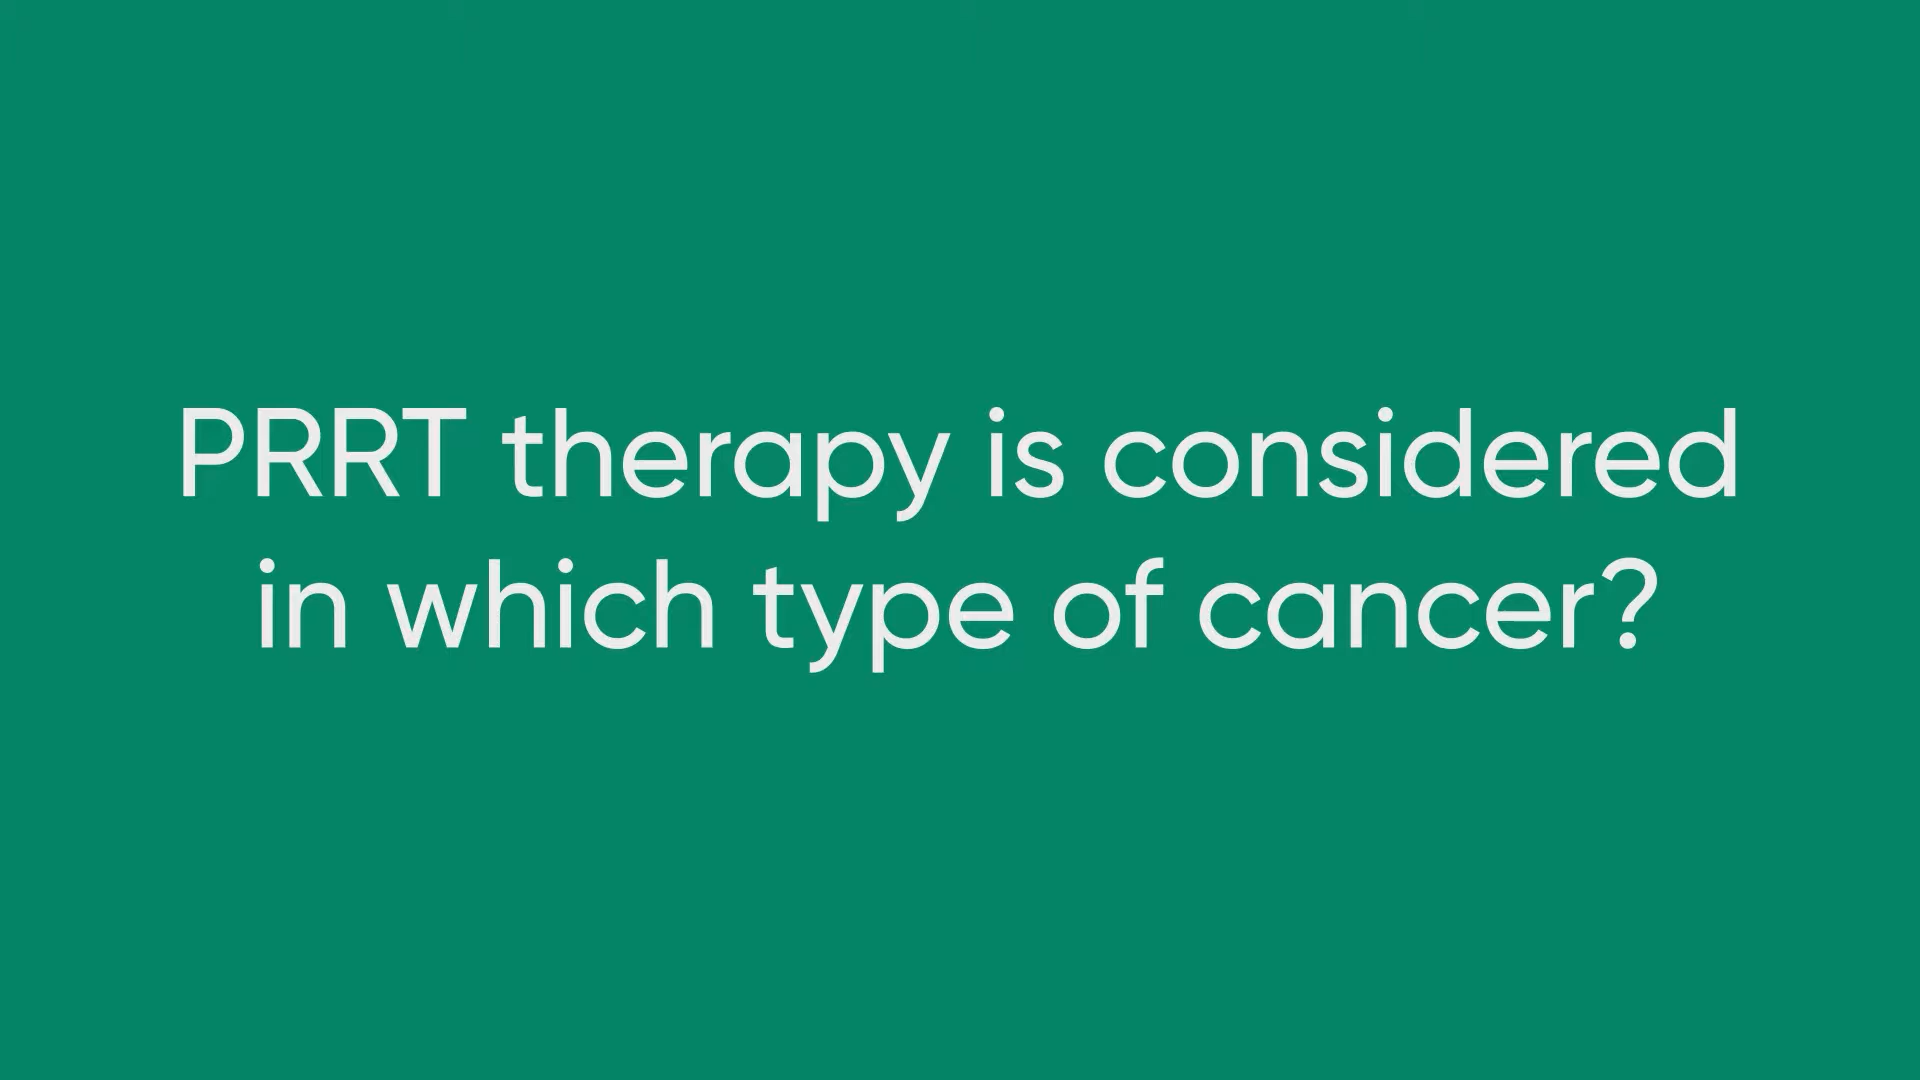 PRRT therapy is considered
in which type of cancer?